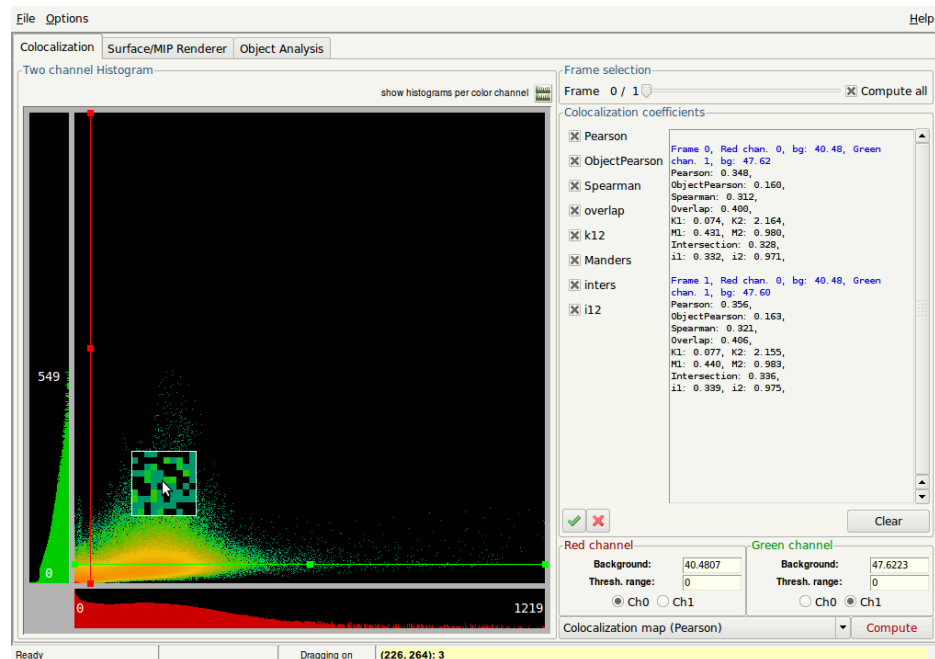 File Options Help
Colocalization Surface/MIP Renderer Object Analysis
Two channel Histogram
show histograms per color channel
549
0
0 1219
Frame selection
Frame 0 / 1 Compute all
Colocalization coefficients
Pearson
ObjectPearson
Spearman
overlap
k12
Manders
inters
i12
Frame 0, Red chan. 0, bg: 40.48, Green
chan. 1, bg: 47.62
Pearson: 0.348,
ObjectPearson: 0.160,
Spearman: 0.312,
Overlap: 0.400,
K1: 0.074, K2: 2.164,
M1: 0.431, M2: 0.980,
Intersection: 0.328,
i1: 0.332, i2: 0.971,
Frame 1, Red chan. 0, bg: 40.48, Green
chan. 1, bg: 47.60
Pearson: 0.356,
ObjectPearson: 0.163,
Spearman: 0.321,
Overlap: 0.406,
K1: 0.077, K2: 2.155,
M1: 0.440, M2: 0.983,
Intersection: 0.336,
i1: 0.339, i2: 0.975,
Clear
Red channel
Background: 40.4807
Thresh. range: 0
Ch0 Ch1
Green channel
Background: 47.6223
Thresh. range: 0
Ch0 Ch1
Colocalization map (Pearson) Compute
Ready Dragging on (226, 264): 3